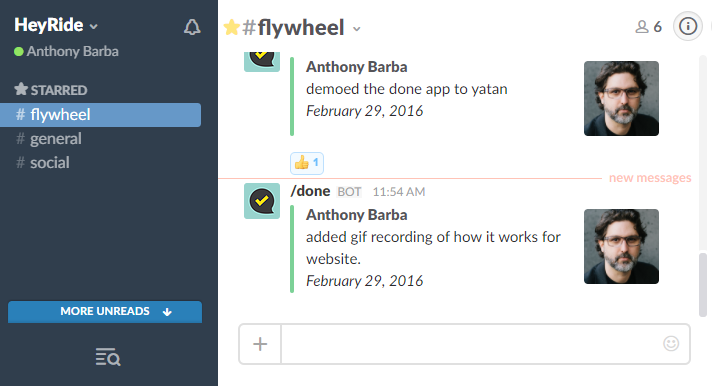 HeyRide
Anthony Barba
STARRED
# flywheel
# general
# social
MORE UNREADS
#flywheel
6
Anthony Barba
demoed the done app to yatan
February 29, 2016
1
new messages
/done BOT 11:54 AM
Anthony Barba
added gif recording of how it works for
website.
February 29, 2016